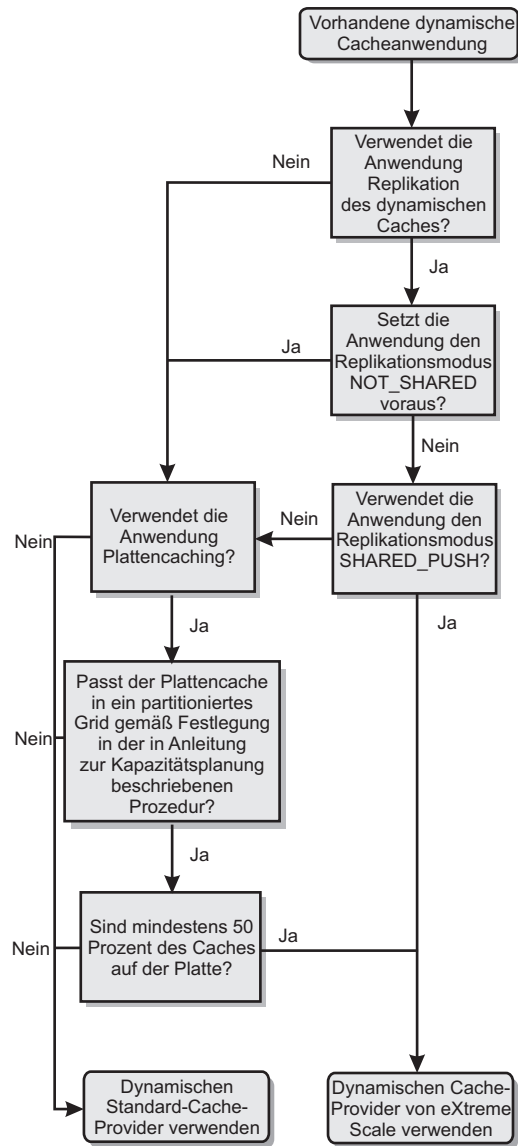 Vorhandene dynamische
Cacheanwendung
Verwendet die
Anwendung
Replikation
des dynamischen
Caches?
Nein
Ja
Setzt die
Anwendung den
Replikationsmodus
NOT_SHARED
voraus?
Ja
Nein
Verwendet die
Anwendung den
Replikationsmodus
SHARED_PUSH?
Nein
Ja
Verwendet die
Anwendung
Plattencaching?
Nein
Ja
Passt der Plattencache
in ein partitioniertes
Grid gemäß Festlegung
in der in Anleitung
zur Kapazitätsplanung
beschriebenen
Prozedur?
Nein
Ja
Sind mindestens 50
Prozent des Caches
auf der Platte?
Nein
Ja
Dynamischen
Standard-Cache-
Provider verwenden
Dynamischen Cache-
Provider von eXtreme
Scale verwenden